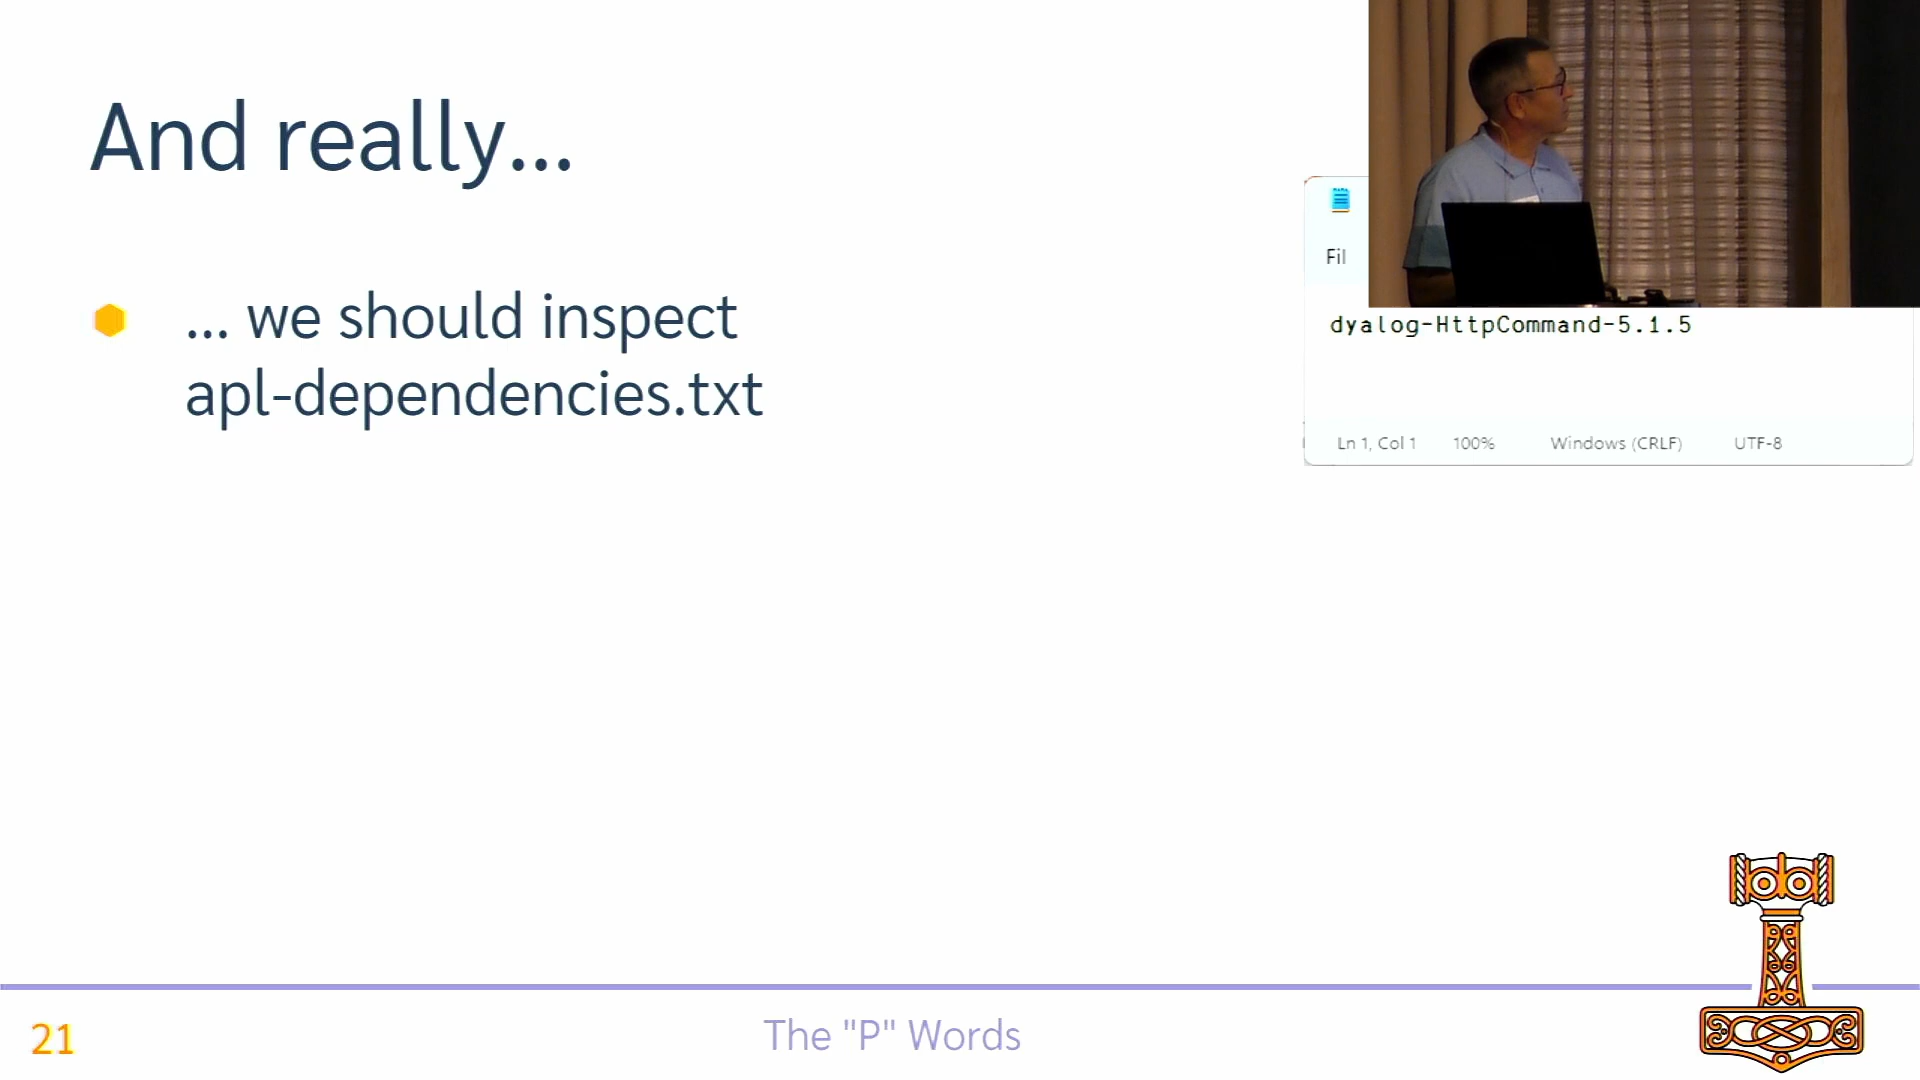 And really...
... we should inspect
apl-dependencies.txt
Fil
dyalog-HttpCommand-5.1.5
Ln 1, Col 1 100% Windows (CRLF) UTF-8
21
The "P" Words